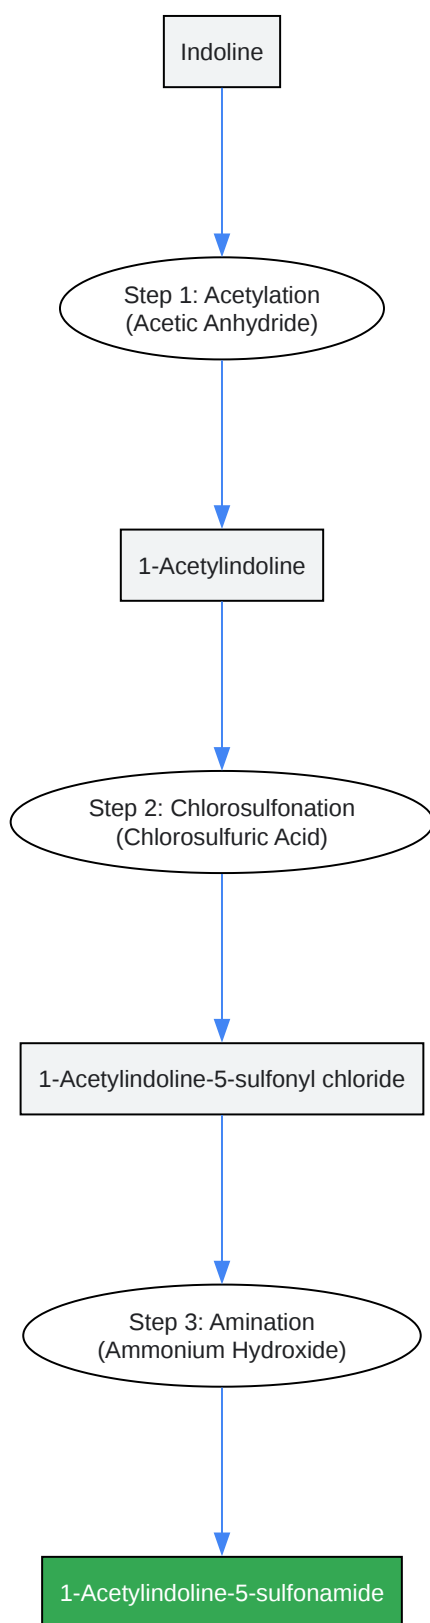 Indoline
Step 1: Acetylation
(Acetic Anhydride)
1-Acetylindoline
Step 2: Chlorosulfonation
(Chlorosulfuric Acid)
1-Acetylindoline-5-sulfonyl chloride
Step 3: Amination
(Ammonium Hydroxide)
1-Acetylindoline-5-sulfonamide